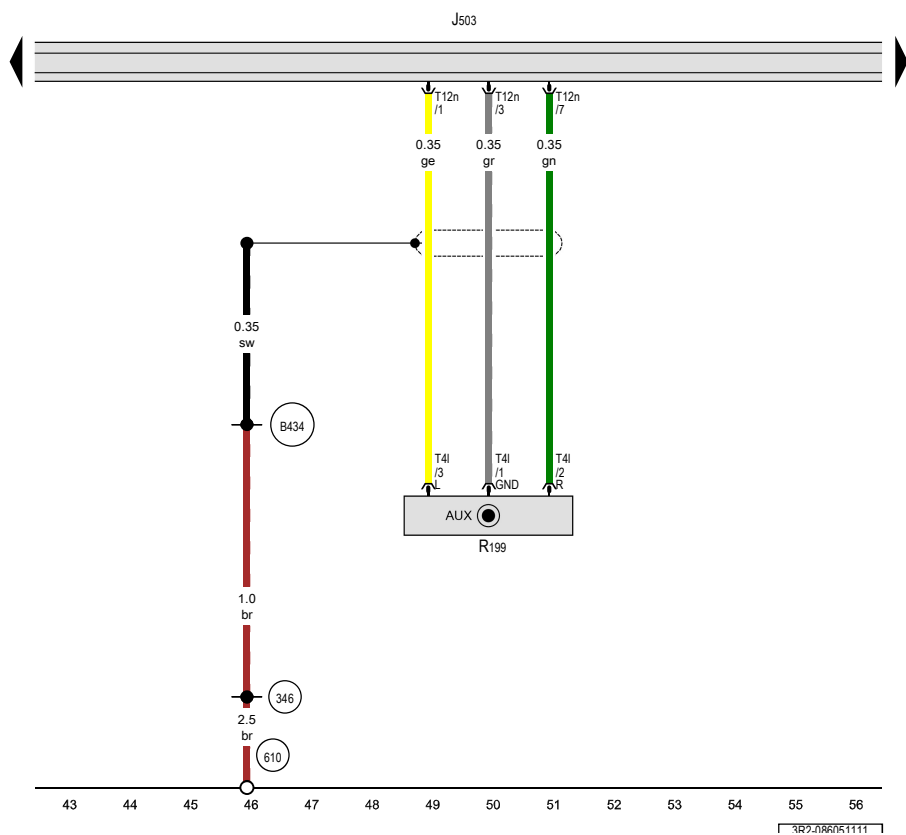 J503
T12n
/1
T12n
/3
T12n
/7
0.35
ge
0.35
gr
0.35
gn
0.35
sw
B434
T4l
/3
L
T4l
/1
GND
T4l
/2
R
AUX
R199
1.0
br
346
2.5
br
610
43 44 45 46 47 48 49 50 51 52 53 54 55 56
3R2-086051111